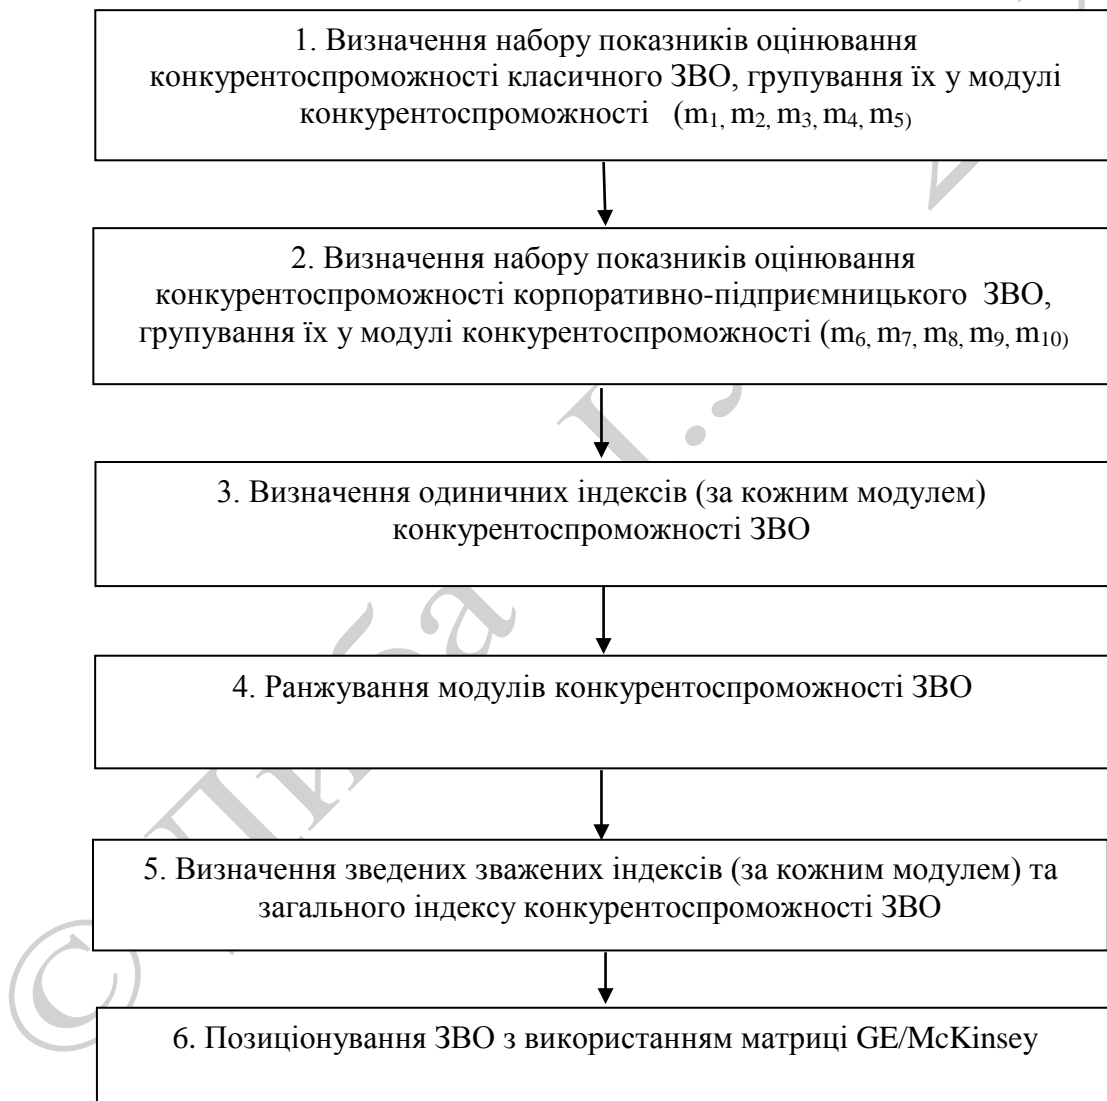 1. Визначення набору показників оцінювання
конкурентоспроможності класичного ЗВО, групування їх у модулі
конкурентоспроможності (m₁, m₂, m₃, m₄, m₅)
2. Визначення набору показників оцінювання
конкурентоспроможності корпоративно-підприємницького ЗВО,
групування їх у модулі конкурентоспроможності (m₆, m₇, m₈, m₉, m₁₀)
3. Визначення одиничних індексів (за кожним модулем)
конкурентоспроможності ЗВО
4. Ранжування модулів конкурентоспроможності ЗВО
5. Визначення зведених зважених індексів (за кожним модулем) та
загального індексу конкурентоспроможності ЗВО
6. Позиціонування ЗВО з використанням матриці GE/McKinsey